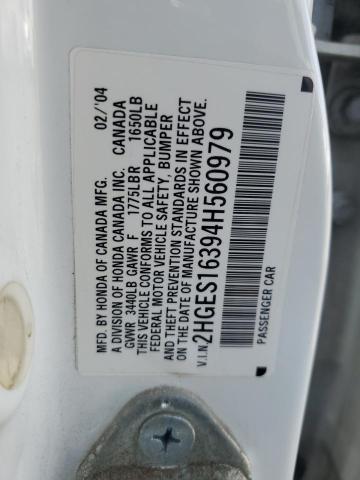 MFD. BY HONDA OF CANADA MFG. 02/'04
A DIVISION OF HONDA CANADA INC. CANADA
GVWR 3440LB GAWR F 1775LB R 1650LB
THIS VEHICLE CONFORMS TO ALL APPLICABLE
FEDERAL MOTOR VEHICLE SAFETY, BUMPER
AND THEFT PREVENTION STANDARDS IN EFFECT
ON THE DATE OF MANUFACTURE SHOWN ABOVE.
V.I.N. 2HGES16394H560979
PASSENGER CAR